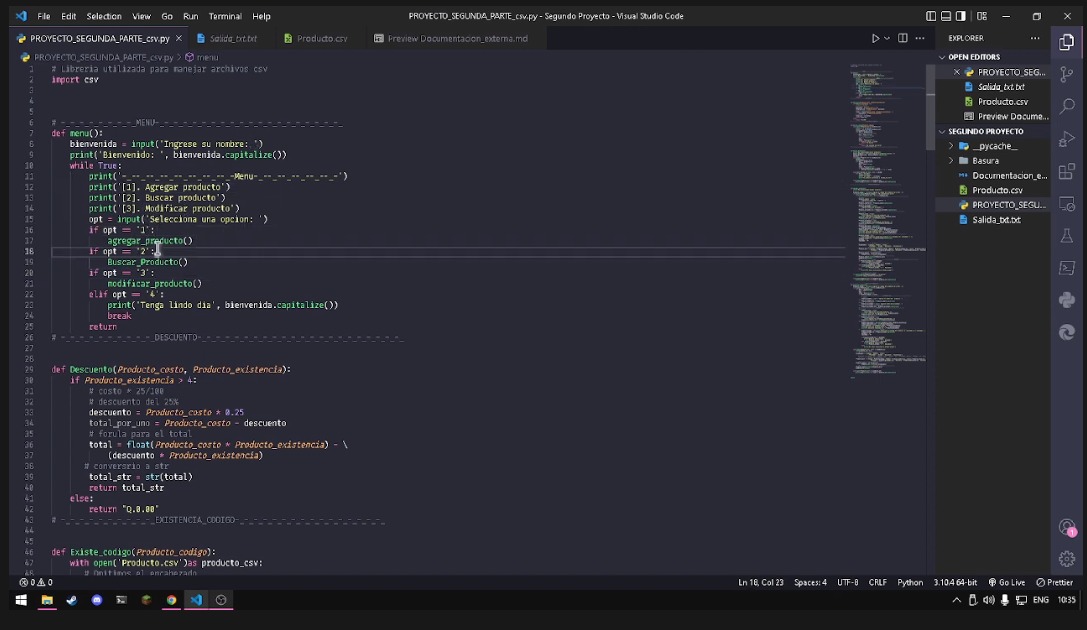 File Edit Selection View Go Run Terminal Help
PROYECTO_SEGUNDA_PARTE_csv.py - Segundo Proyecto - Visual Studio Code
PROYECTO_SEGUNDA_PARTE_csv.py
Salida_txt.txt
Producto.csv
Preview Documentacion_externa.md
PROYECTO_SEGUNDA_PARTE_csv.py > menu
1 # Libreria utilizada para manejar archivos csv
2 import csv
3
4
5
6 # - - - - - - - - - - -MENU- - - - - - - - - - - - - - - - - - - -
7 def menu():
8 bienvenida = input('Ingrese su nombre: ')
9 print('Bienvenido: ', bienvenida.capitalize())
10 while True:
11 print('-_--_--_--_--_--_--_-Menu-_--_--_--_--_-')
12 print('[1]. Agregar producto')
13 print('[2]. Buscar producto')
14 print('[3]. Modificar producto')
15 opt = input('Selecciona una opcion: ')
16 if opt == '1':
17 agregar_producto()
18 if opt == '2':
19 Buscar_Producto()
20 if opt == '3':
21 modificar_producto()
22 elif opt == '4':
23 print('Tenga lindo dia', bienvenida.capitalize())
24 break
25 return
26 # - - - - - - - - - - - - - - DESCUENTO- - - - - - - - - - - - - - - - - - - - - -
27
28
29 def Descuento(Producto_costo, Producto_existencia):
30 if Producto_existencia > 4:
31 # costo * 25/100
32 # descuento del 25%
33 descuento = Producto_costo * 0.25
34 total_por_uno = Producto_costo - descuento
35 # forula para el total
36 total = float(Producto_costo * Producto_existencia) - \
37 (descuento * Producto_existencia)
38 # conversrio a str
39 total_str = str(total)
40 return total_str
41 else:
42 return "Q.0.00"
43 # - - - - - - - - - - - - - - EXISTENCIA_CODIGO- - - - - - - - - - - - - - - -
44
45
46 def Existe_codigo(Producto_codigo):
47 with open('Producto.csv')as producto_csv:
48 # Omitimos el encabezado
EXPLORER
OPEN EDITORS
PROYECTO_SEG...
Salida_txt.txt
Producto.csv
Preview Docume...
SEGUNDO PROYECTO
__pycache__
Basura
Documentacion_e...
Producto.csv
PROYECTO_SEGU...
Salida_txt.txt
1
0 0
Ln 18, Col 23 Spaces: 4 UTF-8 CRLF Python 3.10.4 64-bit Go Live Prettier
ENG 10:35